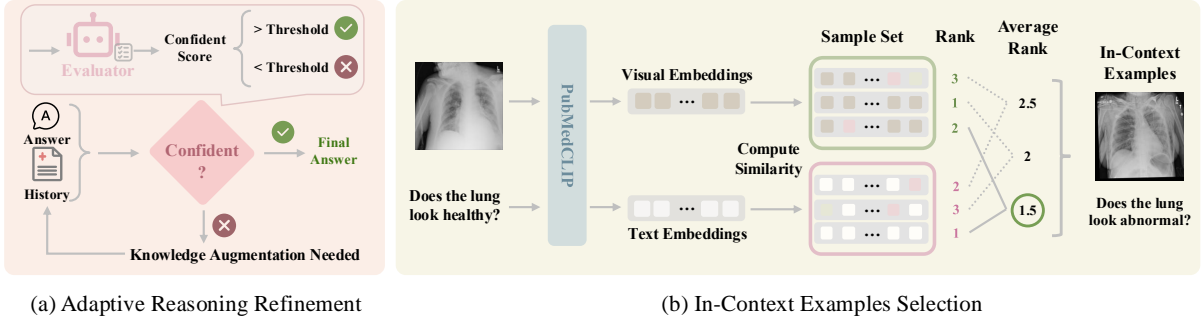 Evaluator
Confident
Score
> Threshold
< Threshold
A
Answer
History
Confident
?
Final
Answer
Knowledge Augmentation Needed
(a) Adaptive Reasoning Refinement
Does the lung
look healthy?
PubMedCLIP
Visual Embeddings
Text Embeddings
Compute
Similarity
Sample Set
Rank
3
1
2
2
3
1
Average
Rank
2.5
2
1.5
In-Context
Examples
Does the lung
look abnormal?
(b) In-Context Examples Selection